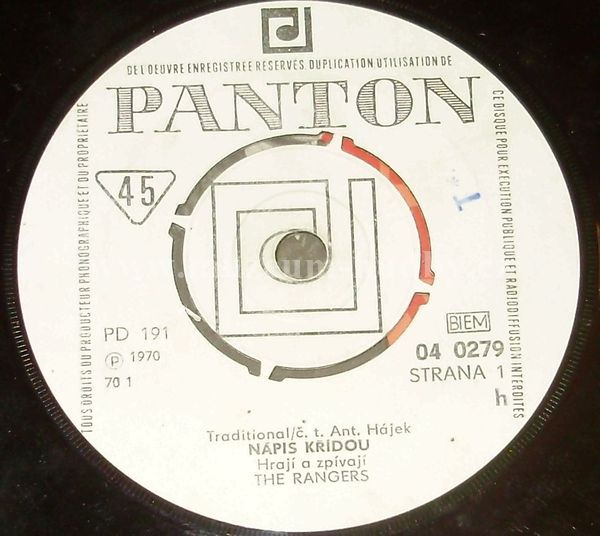 DE L'OEUVRE ENREGISTREE RESERVES. DUPLICATION UTILISATION DE
PANTON
TOUS DROITS DU PRODUCTEUR PHONOGRAPHIQUE ET DU PROPRIETAIRE
CE DISQUE POUR EXECUTION PUBLIQUE ET RADIODIFFUSION INTERDITES
45
PD 191
℗ 1970
70 1
BIEM
04 0279
STRANA 1
h
Traditional/č. t. Ant. Hájek
NÁPIS KŘÍDOU
Hrají a zpívají
THE RANGERS